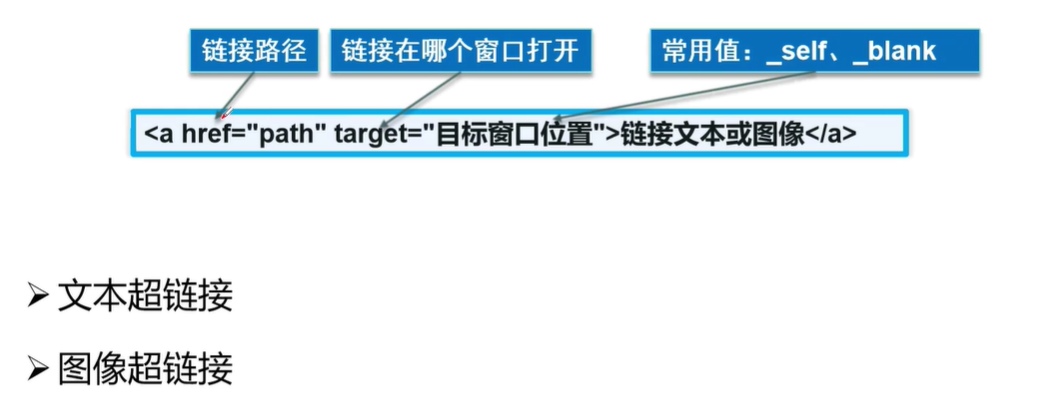 链接路径 链接在哪个窗口打开 常用值：_self、_blank
<a href="path" target="目标窗口位置">链接文本或图像</a>
文本超链接
图像超链接